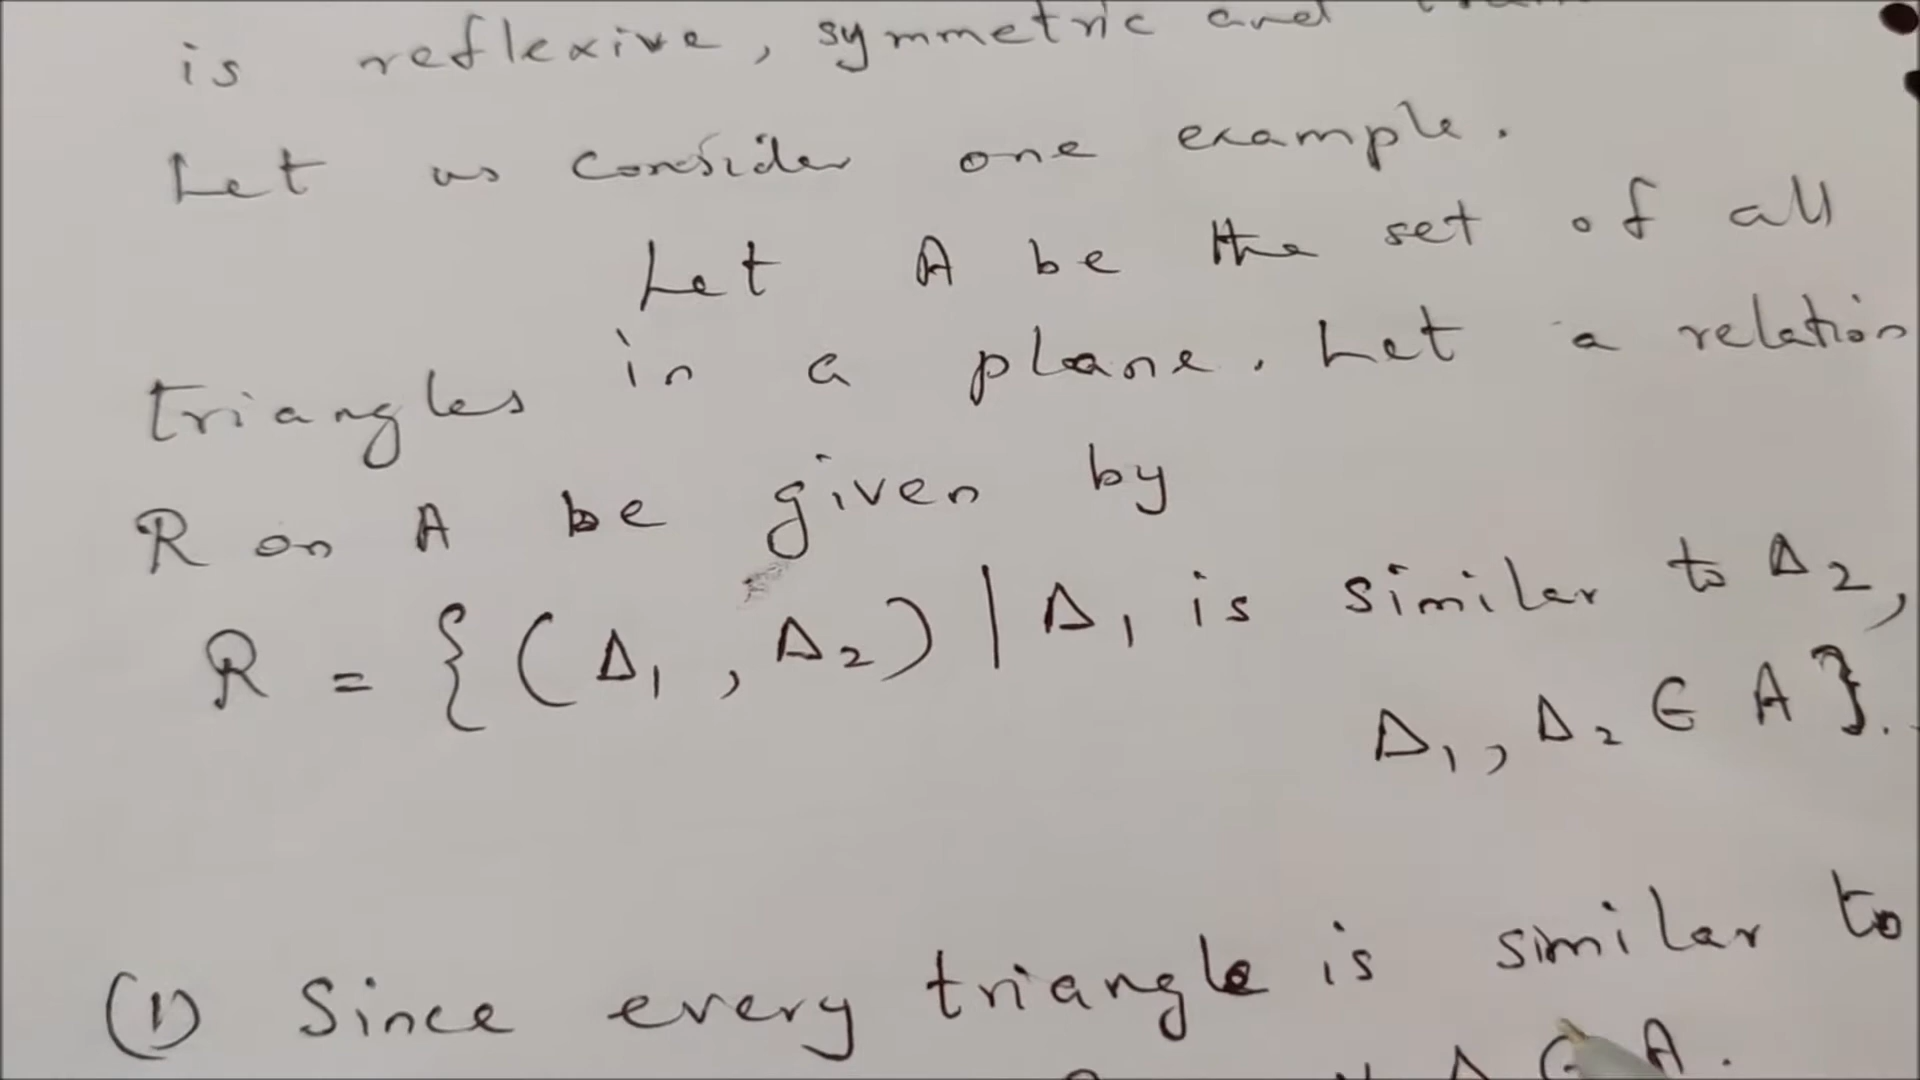 is reflexive, symmetric and
Let us consider one example.
Let A be the set of all
triangles in a plane. Let a relation
R on A be given by
R = {(Δ₁, Δ₂) | Δ₁ is similar to Δ₂,
Δ₁, Δ₂ ∈ A}.
(1) Since every triangle is similar to
Δ ∈ A.